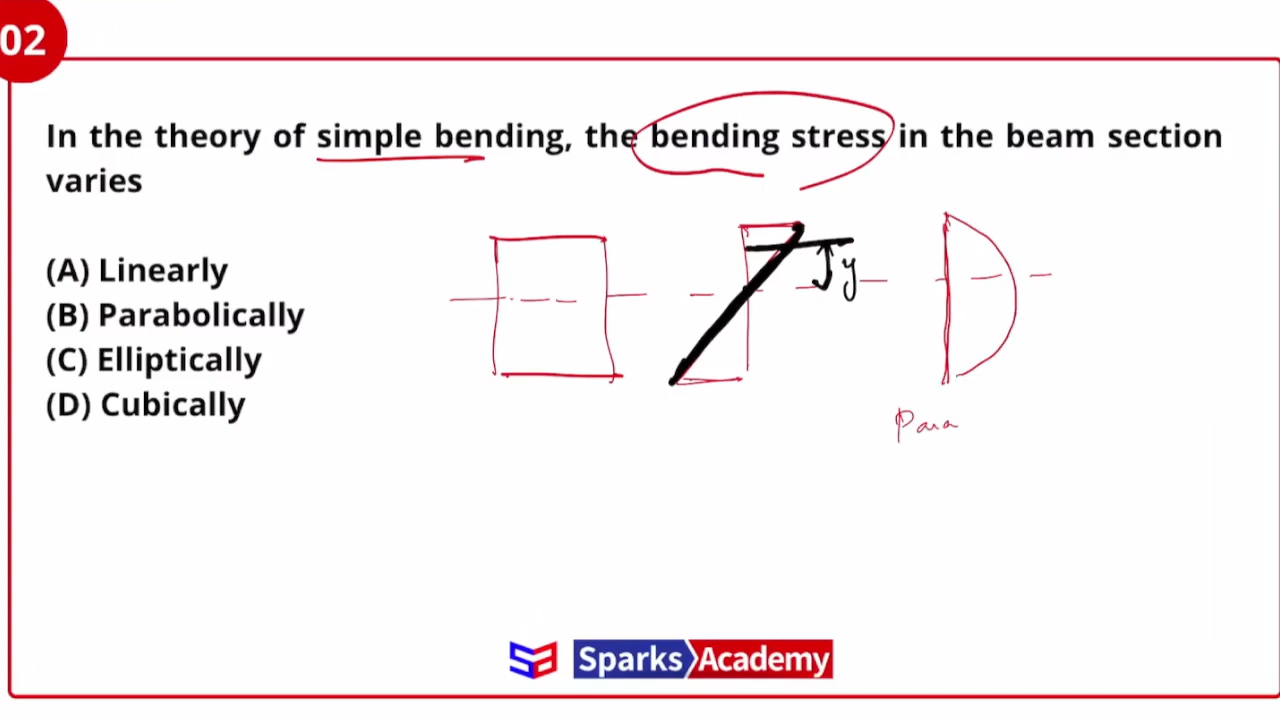 02
In the theory of simple bending, the bending stress in the beam section
varies
(A) Linearly
(B) Parabolically
(C) Elliptically
(D) Cubically
y
Para
Sparks Academy